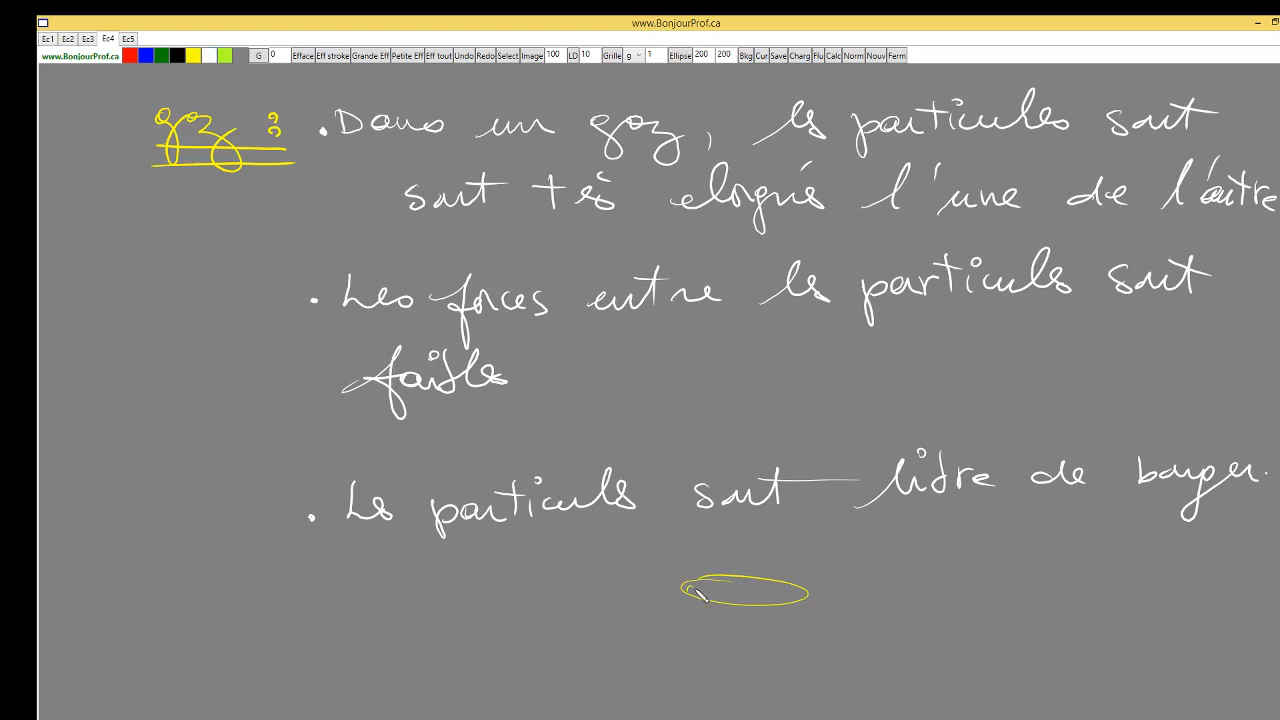 www.BonjourProf.ca
Ec1 Ec2 Ec3 Ec4 Ec5
www.BonjourProf.ca G 0 Efface Eff stroke Grande Eff Petite Eff Eff tout Undo Redo Select Image 100 LD 10 Grille g 1 Ellipse 200 200 Bkg Cur Save Charg Flu Calc Norm Nouv Ferm
gaz : • Dans un gaz, les particules sont
sont très eloignés l'une de l'autre
• Les forces entre les particuls sont
faibles
• Les particuls sont libre de bouger.